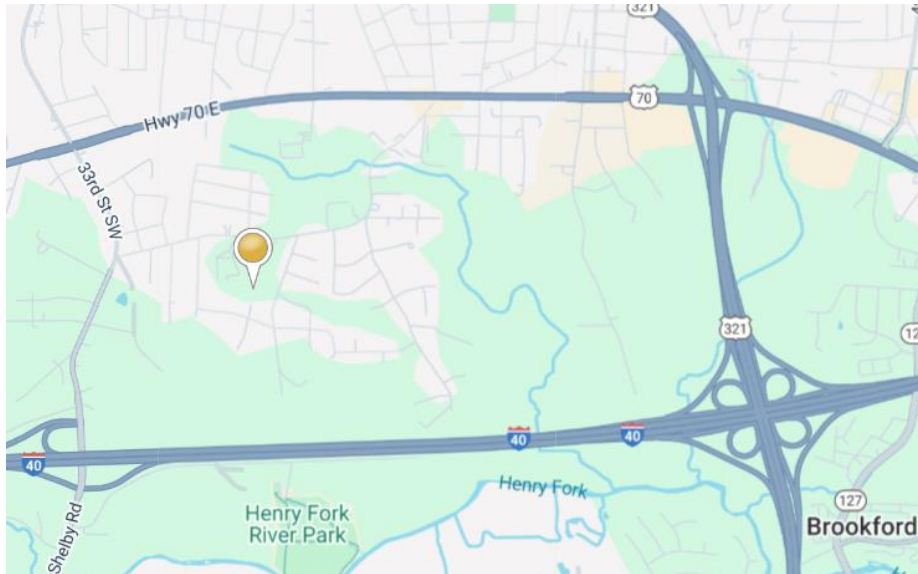 321
Hwy 70 E
70
33rd St SW
321
12
40
40
40
Henry Fork
Henry Fork
River Park
127
Brookford
Shelby Rd